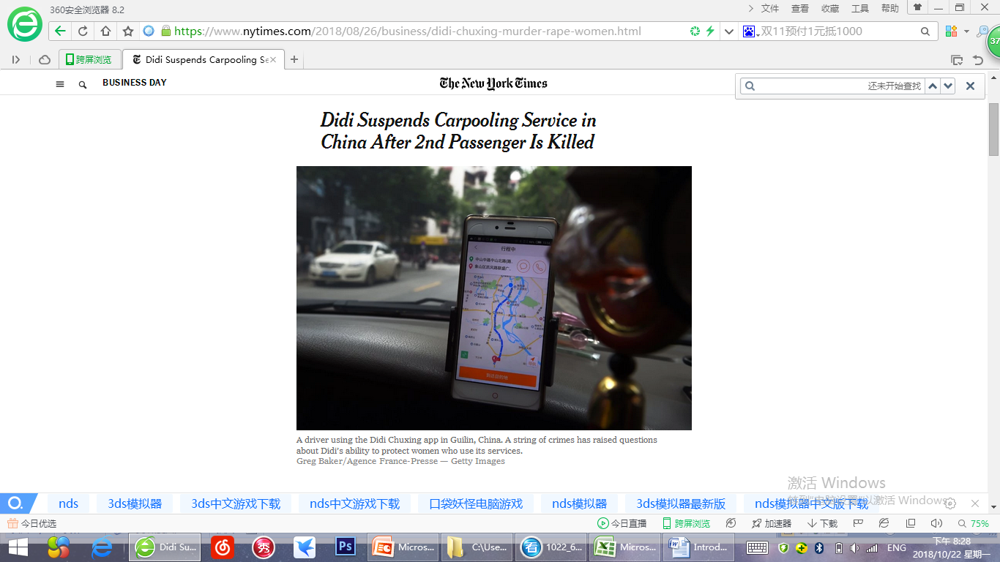 360安全浏览器 8.2
文件 查看 收藏 工具 帮助
https://www.nytimes.com/2018/08/26/business/didi-chuxing-murder-rape-women.html
双11预付1元抵1000
37
跨屏浏览
Didi Suspends Carpooling Se
BUSINESS DAY
The New York Times
还未开始查找
Didi Suspends Carpooling Service in
China After 2nd Passenger Is Killed
行程中
到达目的地
A driver using the Didi Chuxing app in Guilin, China. A string of crimes has raised questions
about Didi's ability to protect women who use its services.
Greg Baker/Agence France-Presse — Getty Images
激活 Windows
转到"电脑设置"以激活 Windows。
nds
3ds模拟器
3ds中文游戏下载
nds中文游戏下载
口袋妖怪电脑游戏
nds模拟器
3ds模拟器最新版
nds模拟器中文版下载
今日优选
今日直播
跨屏浏览
加速器
下载
75%
Didi Su...
秀
Ps
Micros...
C:\Use...
看
1022_6...
Micros...
Introd...
ENG
下午 8:28
2018/10/22 星期一